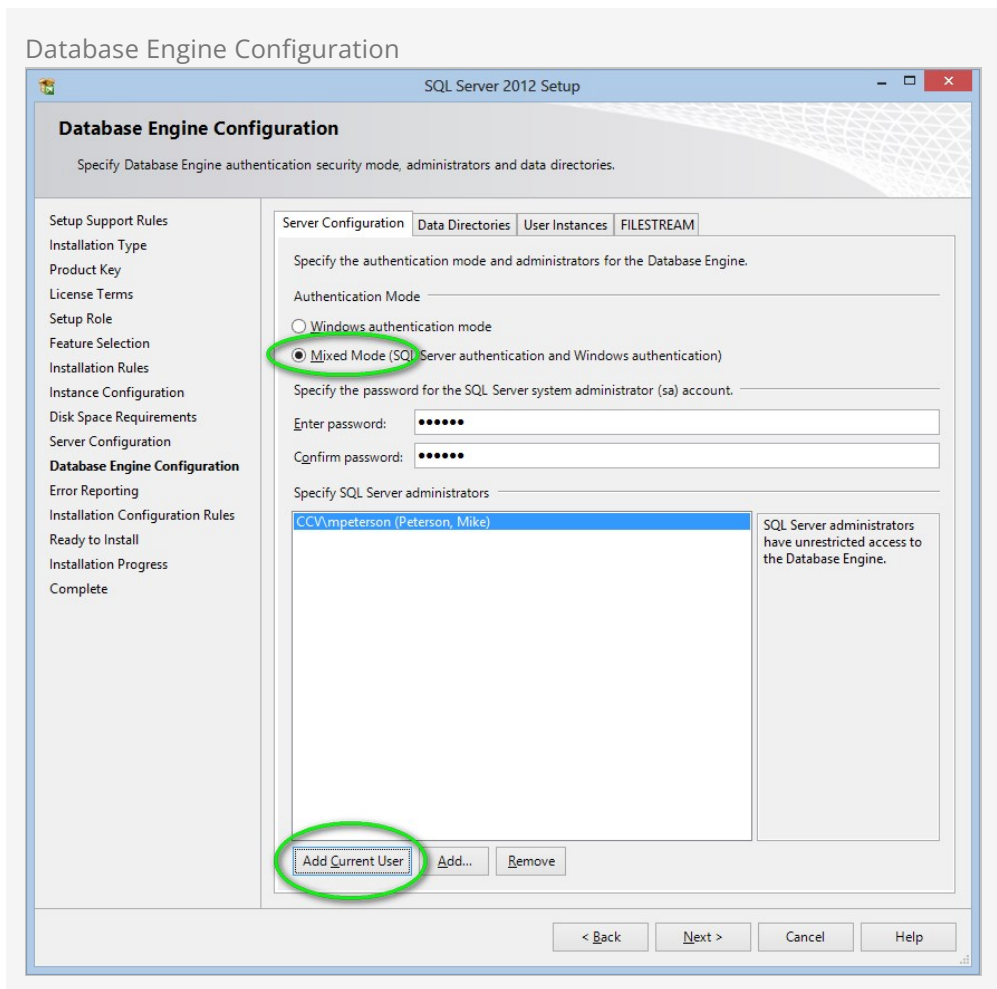 Database Engine Configuration
SQL Server 2012 Setup
Database Engine Configuration
Specify Database Engine authentication security mode, administrators and data directories.
Setup Support Rules
Installation Type
Product Key
License Terms
Setup Role
Feature Selection
Installation Rules
Instance Configuration
Disk Space Requirements
Server Configuration
Database Engine Configuration
Error Reporting
Installation Configuration Rules
Ready to Install
Installation Progress
Complete
Server Configuration Data Directories User Instances FILESTREAM
Specify the authentication mode and administrators for the Database Engine.
Authentication Mode
Windows authentication mode
Mixed Mode (SQL Server authentication and Windows authentication)
Specify the password for the SQL Server system administrator (sa) account.
Enter password: ●●●●●●
Confirm password: ●●●●●●
Specify SQL Server administrators
CCV\mpeterson (Peterson, Mike)
SQL Server administrators
have unrestricted access to
the Database Engine.
Add Current User Add... Remove
< Back Next > Cancel Help